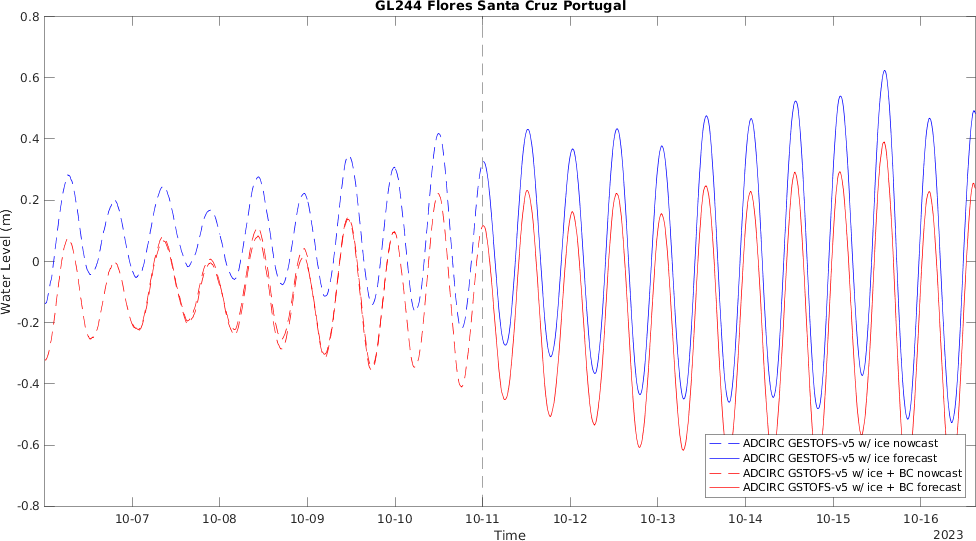 GL244 Flores Santa Cruz Portugal
0.8
0.6
0.4
0.2
0
-0.2
-0.4
-0.6
-0.8
Water Level (m)
ADCIRC GESTOFS-v5 w/ ice nowcast
ADCIRC GESTOFS-v5 w/ ice forecast
ADCIRC GSTOFS-v5 w/ ice + BC nowcast
ADCIRC GSTOFS-v5 w/ ice + BC forecast
10-07 10-08 10-09 10-10 10-11 10-12 10-13 10-14 10-15 10-16
Time
2023